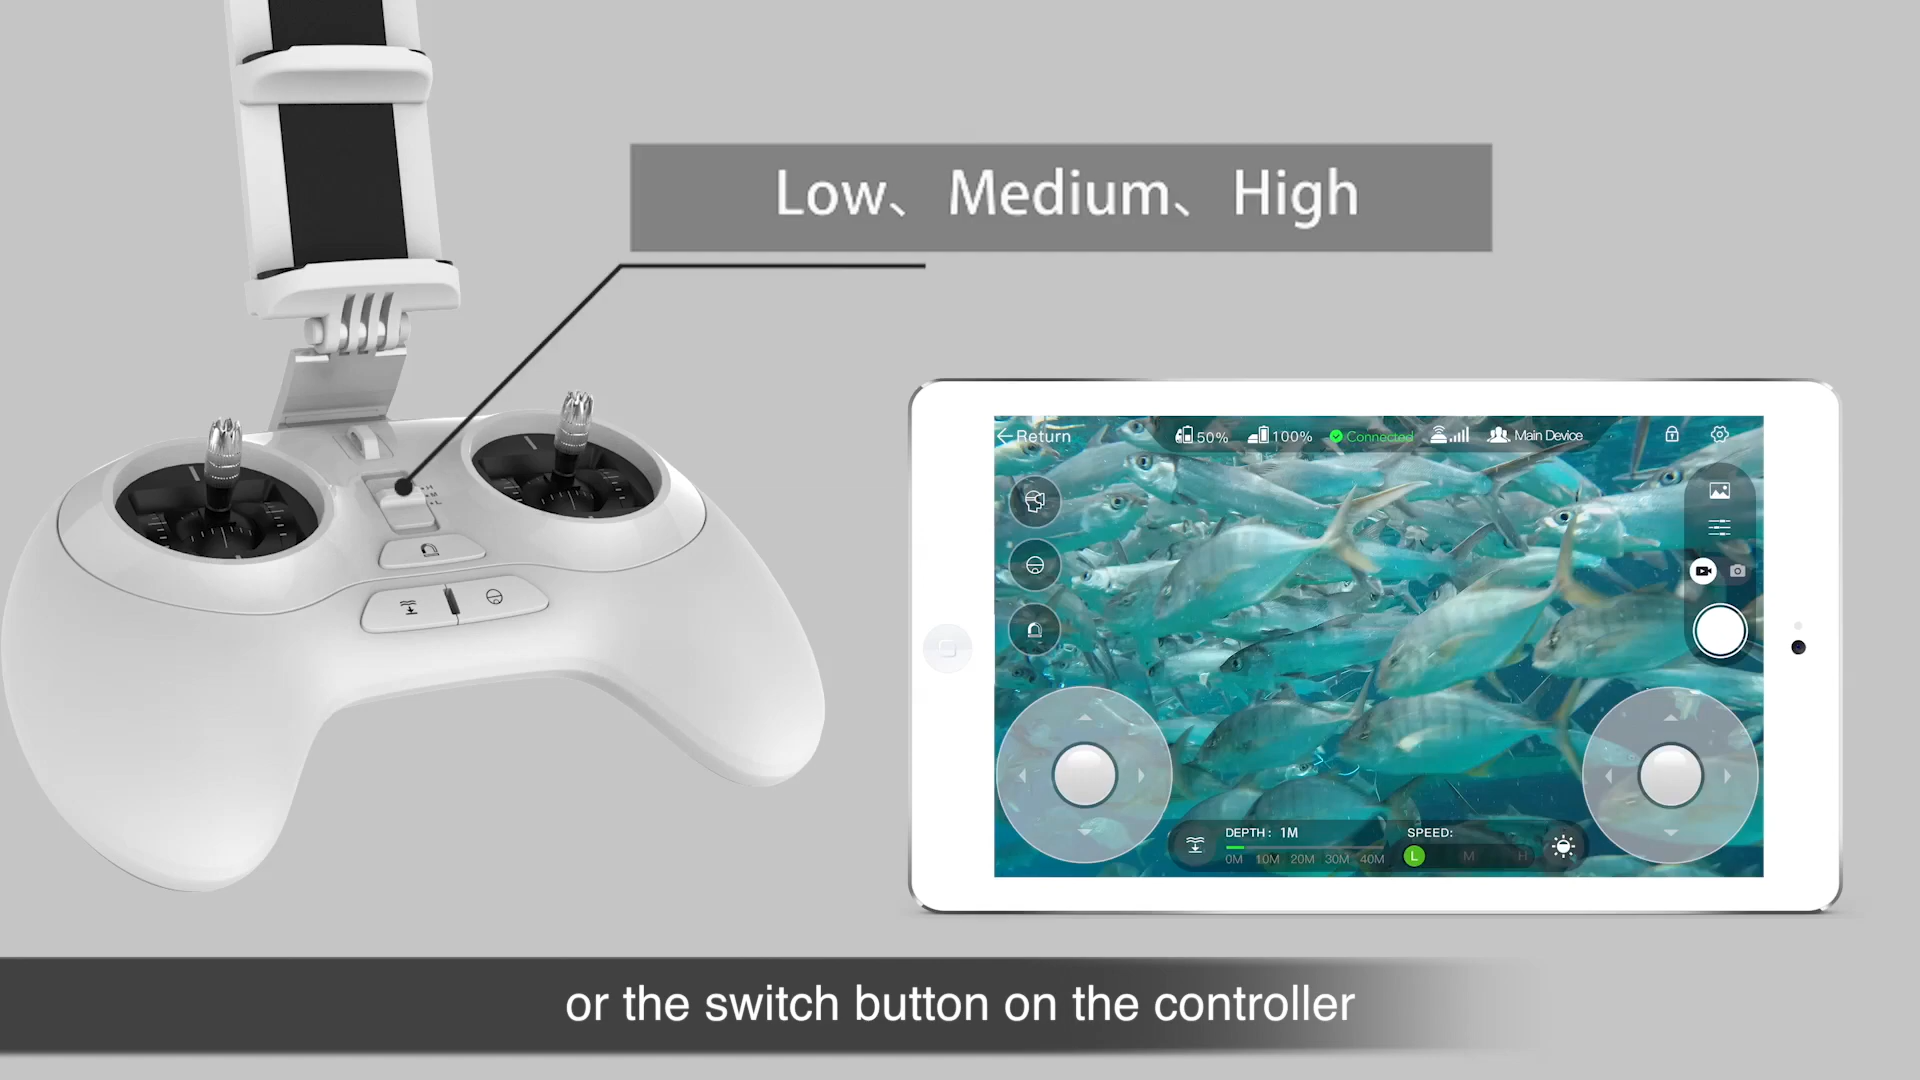 Low、 Medium、 High
H
M
L
Return 50% 100% Connected Main Device
DEPTH : 1M SPEED:
0M 10M 20M 30M 40M L M H
or the switch button on the controller